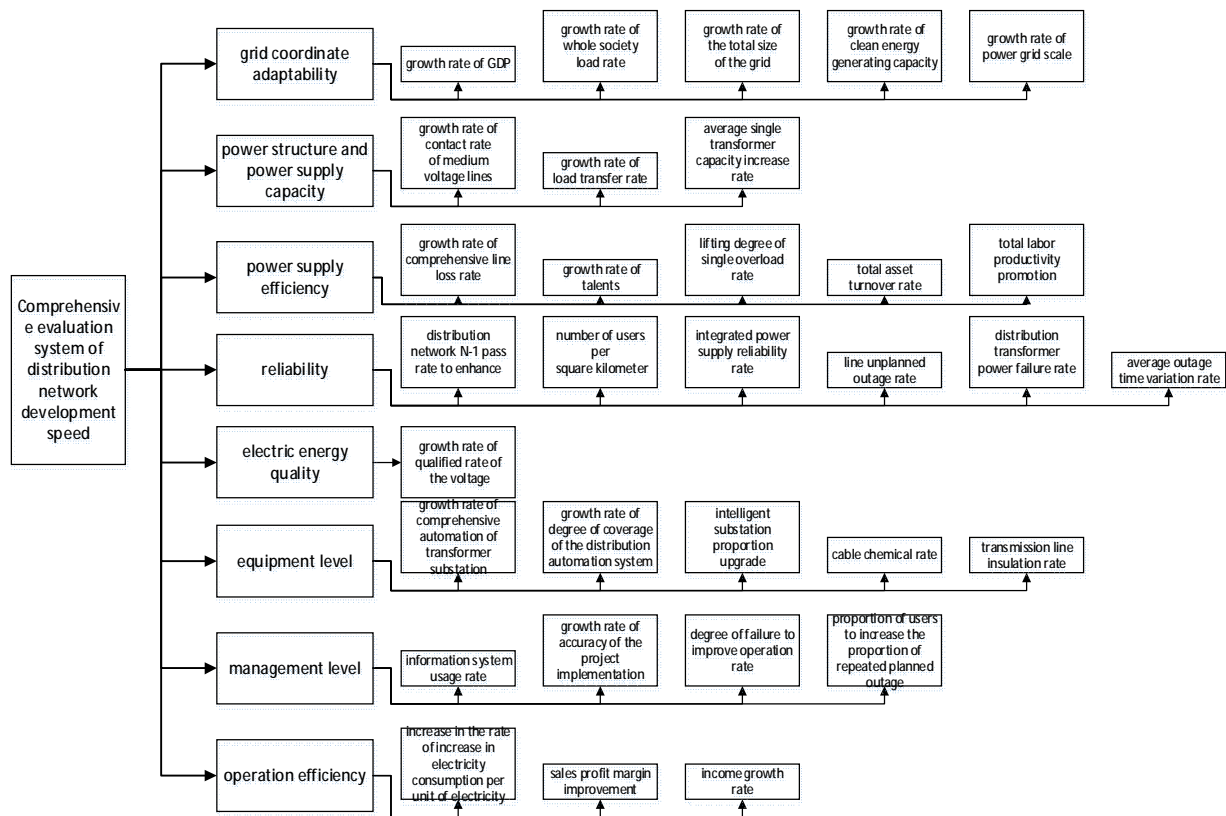 Comprehensiv
e evaluation
system of
distribution
network
development
speed
grid coordinate
adaptability
growth rate of GDP
growth rate of
whole society
load rate
growth rate of
the total size
of the grid
growth rate of
clean energy
generating capacity
growth rate of
power grid scale
power structure and
power supply
capacity
growth rate of
contact rate
of medium
voltage lines
growth rate of
load transfer rate
average single
transformer
capacity increase
rate
power supply
efficiency
growth rate of
comprehensive line
loss rate
growth rate of
talents
lifting degree of
single overload
rate
total asset
turnover rate
total labor
productivity
promotion
reliability
distribution
network N-1 pass
rate to enhance
number of users
per
square kilometer
integrated power
supply reliability
rate
line unplanned
outage rate
distribution
transformer
power failure rate
average outage
time variation rate
electric energy
quality
growth rate of
qualified rate of
the voltage
equipment level
growth rate of
comprehensive
automation of
transformer
substation
growth rate of
degree of coverage
of the distribution
automation system
intelligent
substation
proportion
upgrade
cable chemical rate
transmission line
insulation rate
management level
information system
usage rate
growth rate of
accuracy of the
project
implementation
degree of failure to
improve operation
rate
proportion of users
to increase the
proportion of
repeated planned
outage
operation efficiency
increase in the rate
of increase in
electricity
consumption per
unit of electricity
sales profit margin
improvement
income growth
rate